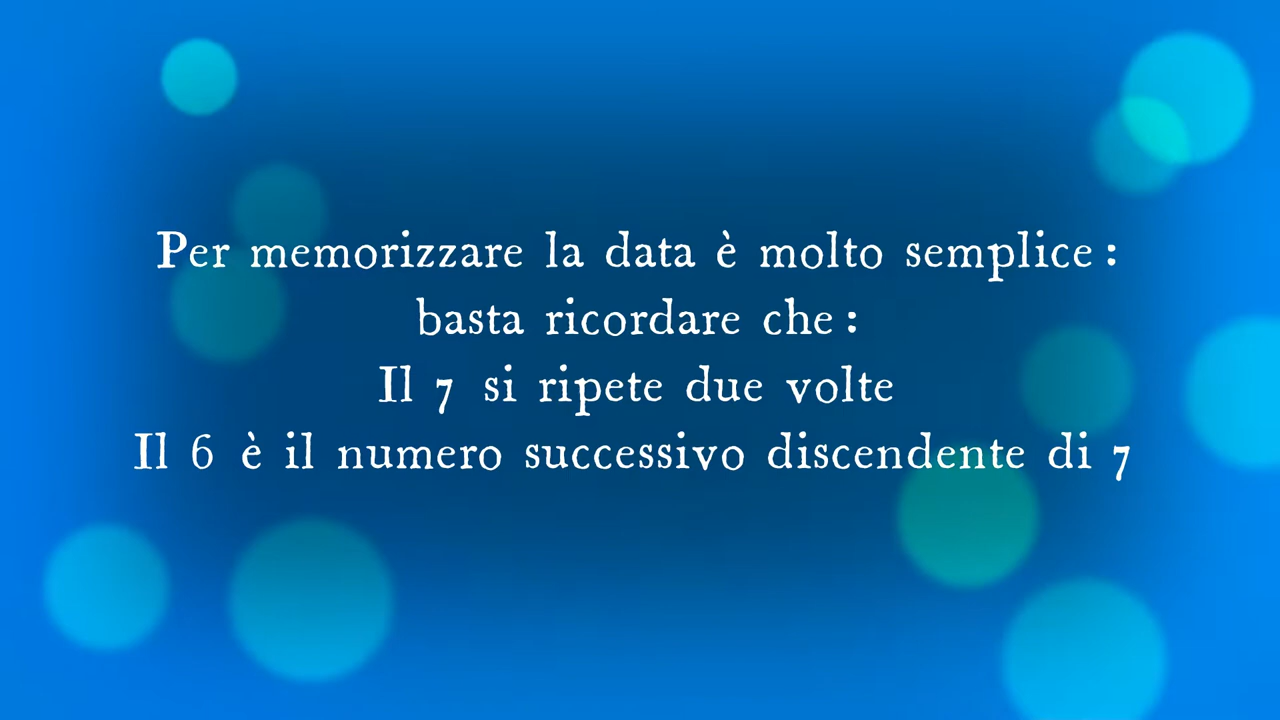 Per memorizzare la data è molto semplice:
basta ricordare che:
Il 7 si ripete due volte
Il 6 è il numero successivo discendente di 7